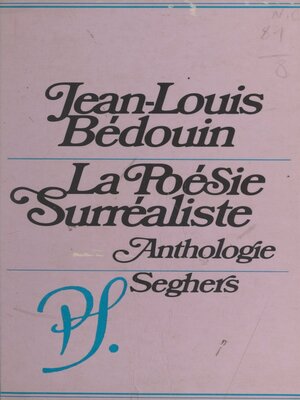 Jean-Louis
Bédouin
La Poésie
Surréaliste
Anthologie
Seghers
PS.